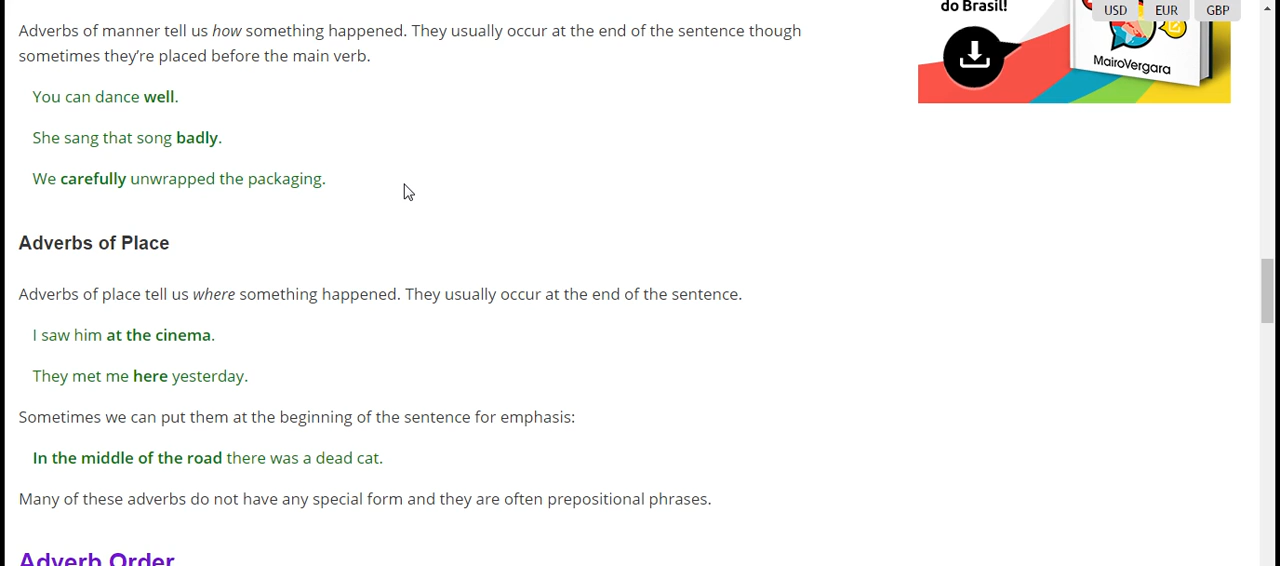 do Brasil!
USD EUR GBP
MairoVergara
Adverbs of manner tell us how something happened. They usually occur at the end of the sentence though
sometimes they’re placed before the main verb.
You can dance well.
She sang that song badly.
We carefully unwrapped the packaging.
Adverbs of Place
Adverbs of place tell us where something happened. They usually occur at the end of the sentence.
I saw him at the cinema.
They met me here yesterday.
Sometimes we can put them at the beginning of the sentence for emphasis:
In the middle of the road there was a dead cat.
Many of these adverbs do not have any special form and they are often prepositional phrases.
Adverb Order